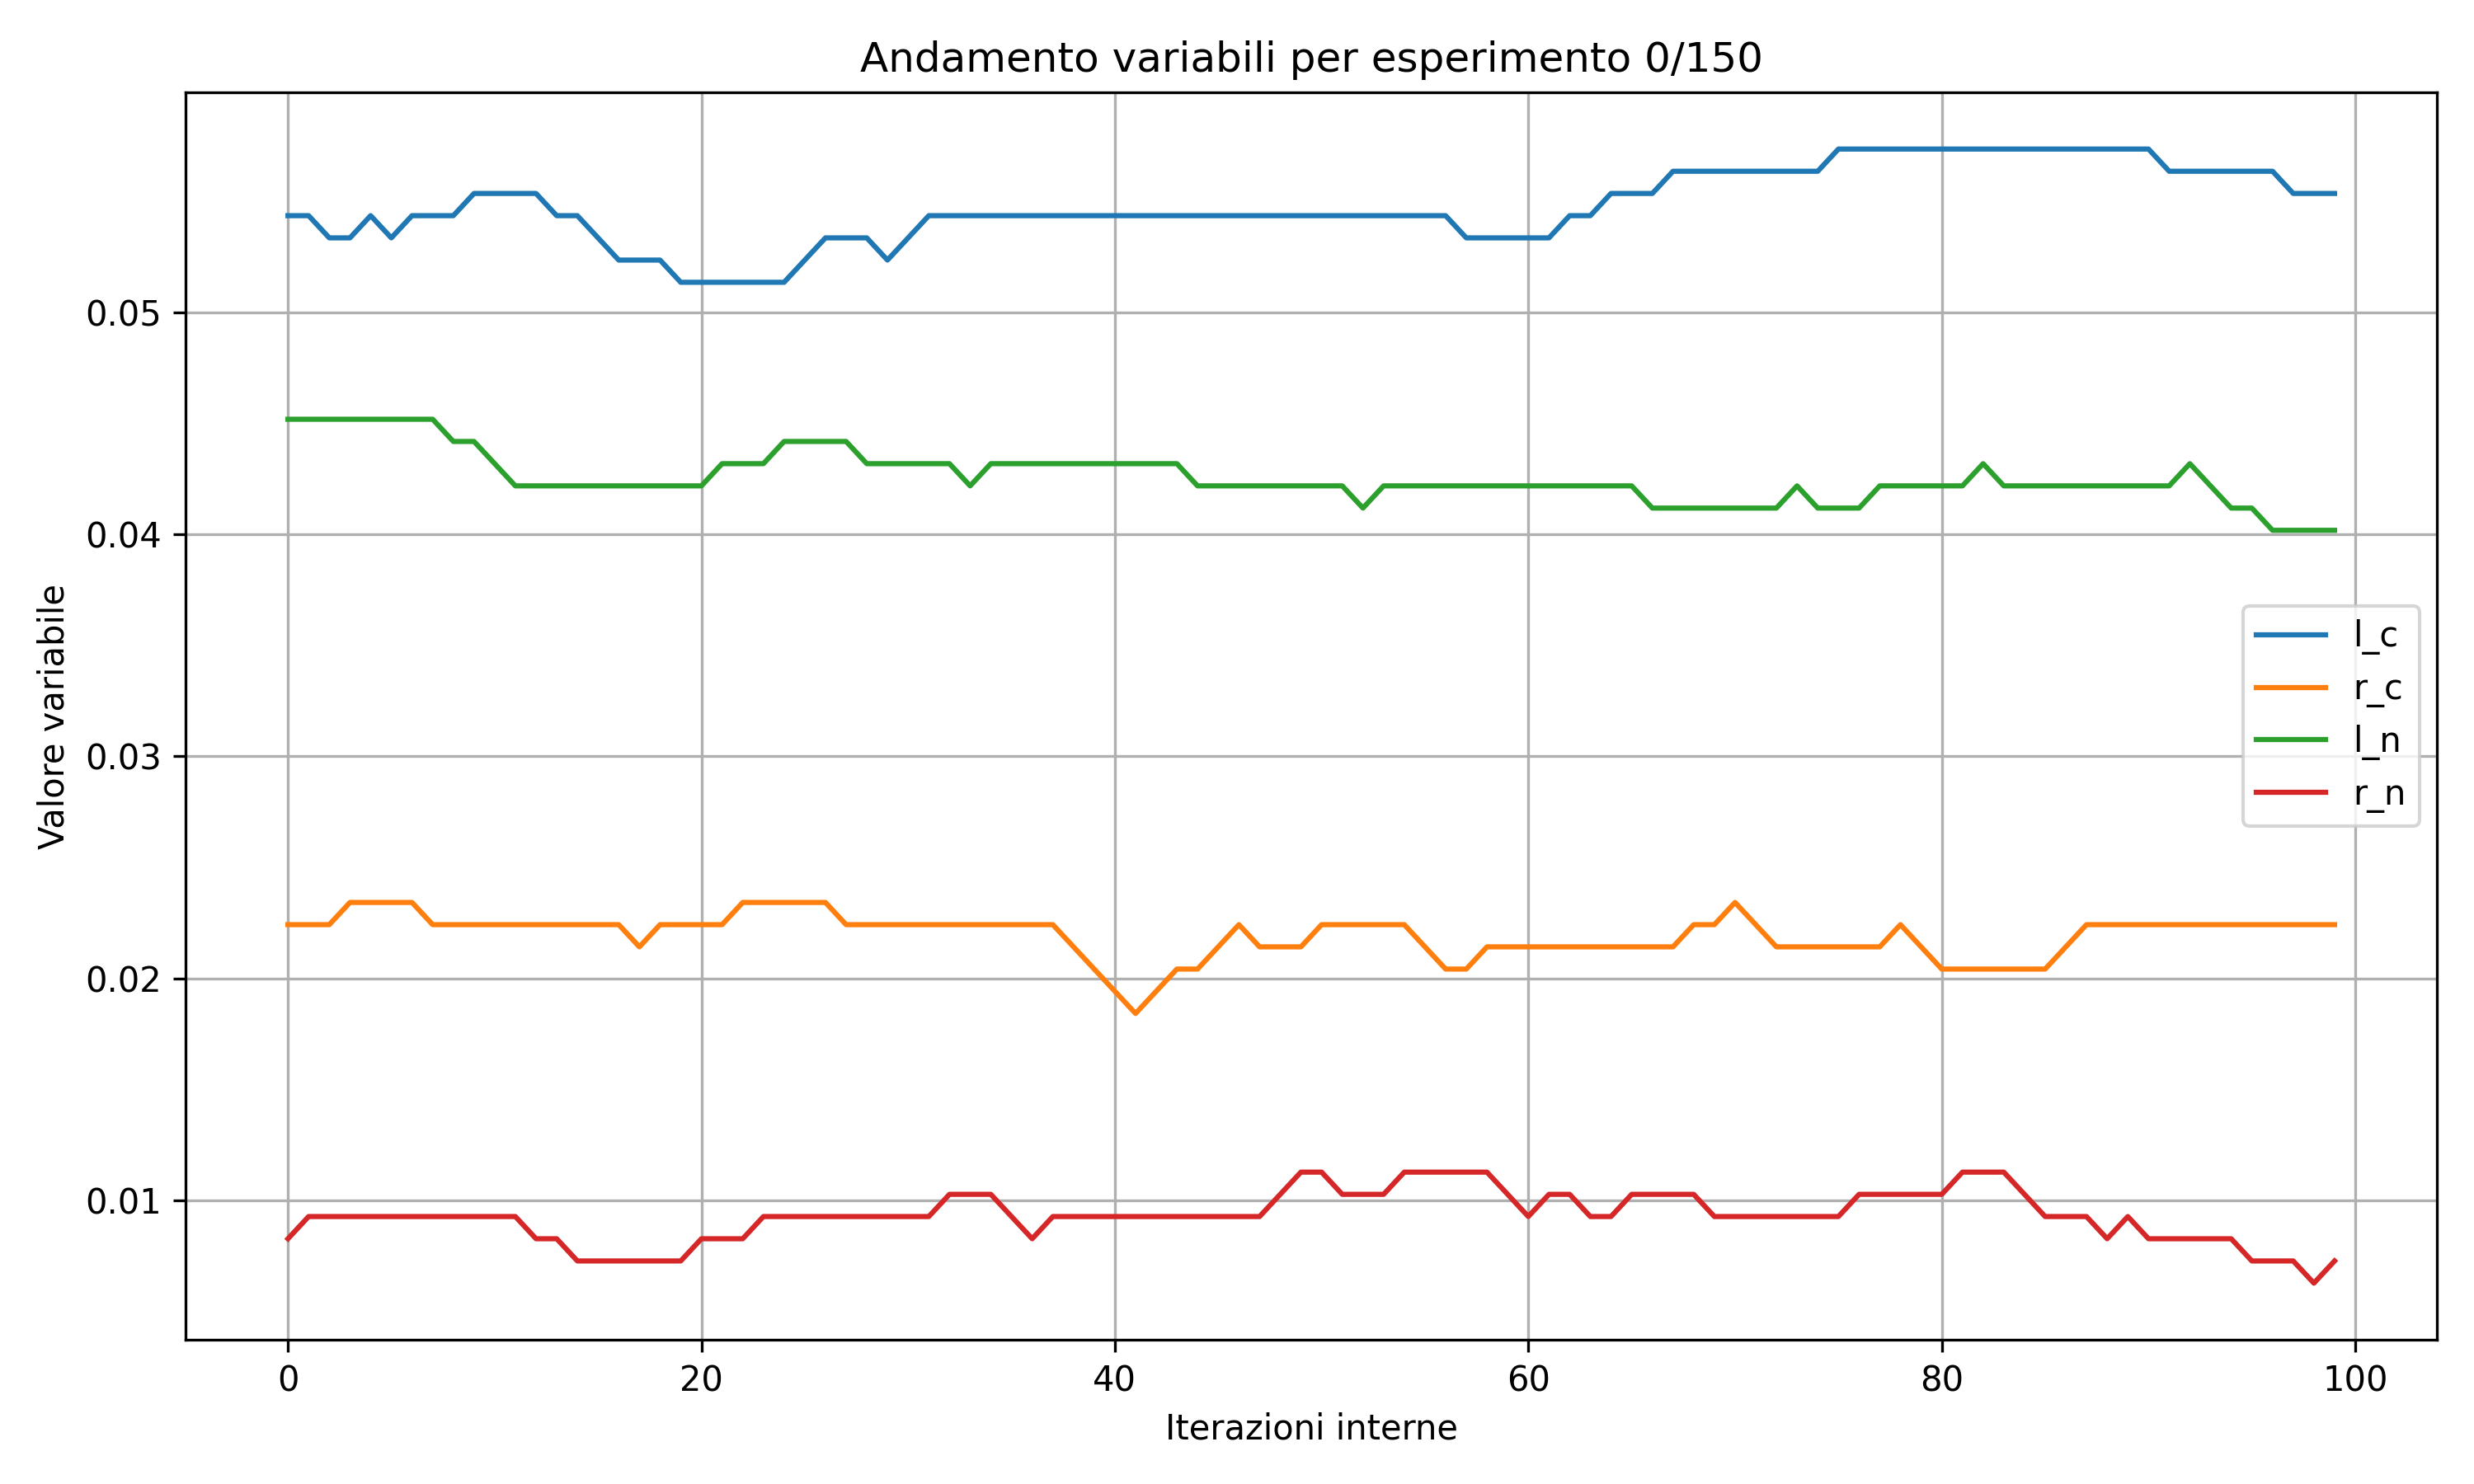 Andamento variabili per esperimento 0/150
Valore variabile
0.05
0.04
0.03
0.02
0.01
l_c
r_c
l_n
r_n
0 20 40 60 80 100
Iterazioni interne